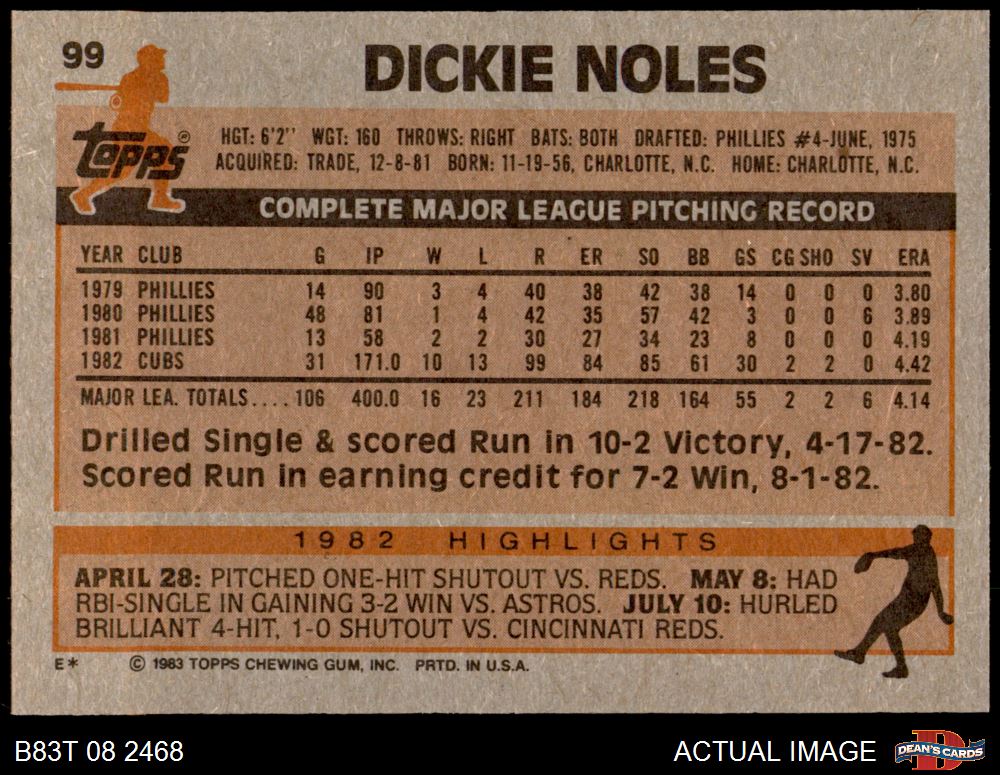 99
DICKIE NOLES
topps®
HGT: 6'2'' WGT: 160 THROWS: RIGHT BATS: BOTH DRAFTED: PHILLIES #4-JUNE, 1975
ACQUIRED: TRADE, 12-8-81 BORN: 11-19-56, CHARLOTTE, N.C. HOME: CHARLOTTE, N.C.
COMPLETE MAJOR LEAGUE PITCHING RECORD
YEAR CLUB G IP W L R ER SO BB GS CG SHO SV ERA
1979 PHILLIES 14 90 3 4 40 38 42 38 14 0 0 0 3.80
1980 PHILLIES 48 81 1 4 42 35 57 42 3 0 0 6 3.89
1981 PHILLIES 13 58 2 2 30 27 34 23 8 0 0 0 4.19
1982 CUBS 31 171.0 10 13 99 84 85 61 30 2 2 0 4.42
MAJOR LEA. TOTALS.... 106 400.0 16 23 211 184 218 164 55 2 2 6 4.14
Drilled Single & scored Run in 10-2 Victory, 4-17-82.
Scored Run in earning credit for 7-2 Win, 8-1-82.
1982 HIGHLIGHTS
APRIL 28: PITCHED ONE-HIT SHUTOUT VS. REDS. MAY 8: HAD
RBI-SINGLE IN GAINING 3-2 WIN VS. ASTROS. JULY 10: HURLED
BRILLIANT 4-HIT, 1-0 SHUTOUT VS. CINCINNATI REDS.
E* © 1983 TOPPS CHEWING GUM, INC. PRTD. IN U.S.A.
B83T 08 2468 ACTUAL IMAGE D DEAN'S CARDS